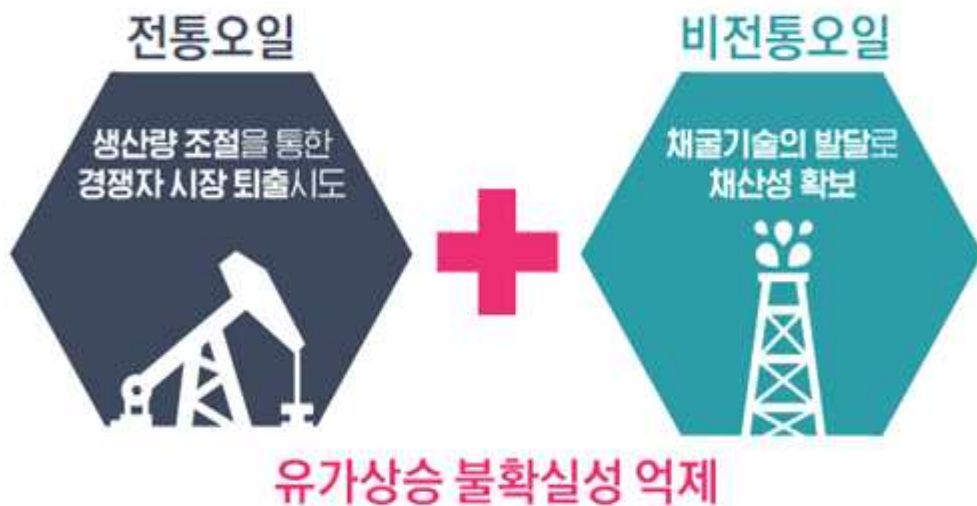 전통오일
생산량 조절을 통한
경쟁자 시장 퇴출시도
비전통오일
채굴기술의 발달로
채산성 확보
유가상승 불확실성 억제